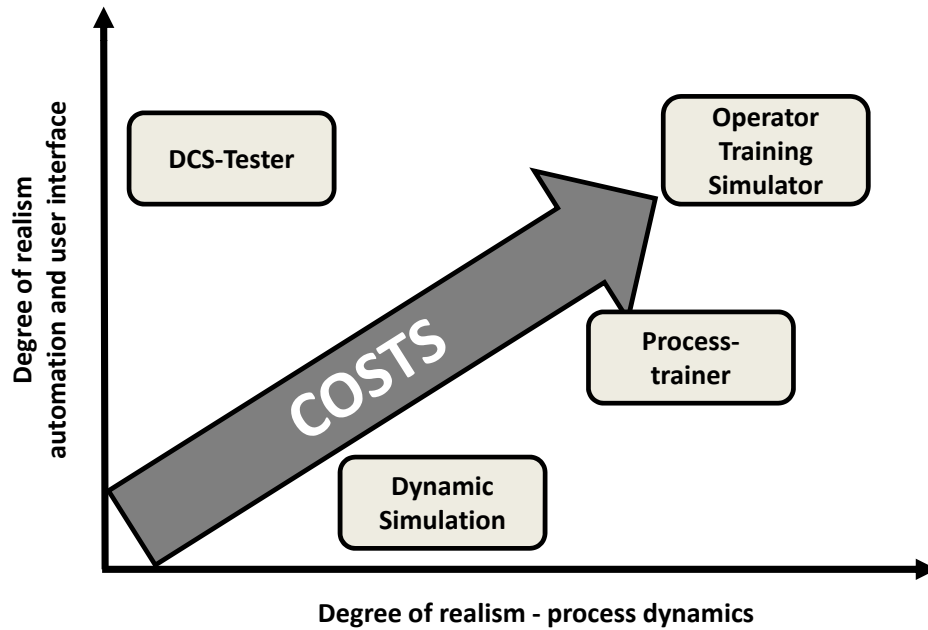 Degree of realism
automation and user interface
DCS-Tester
Operator
Training
Simulator
COSTS
Process-
trainer
Dynamic
Simulation
Degree of realism - process dynamics